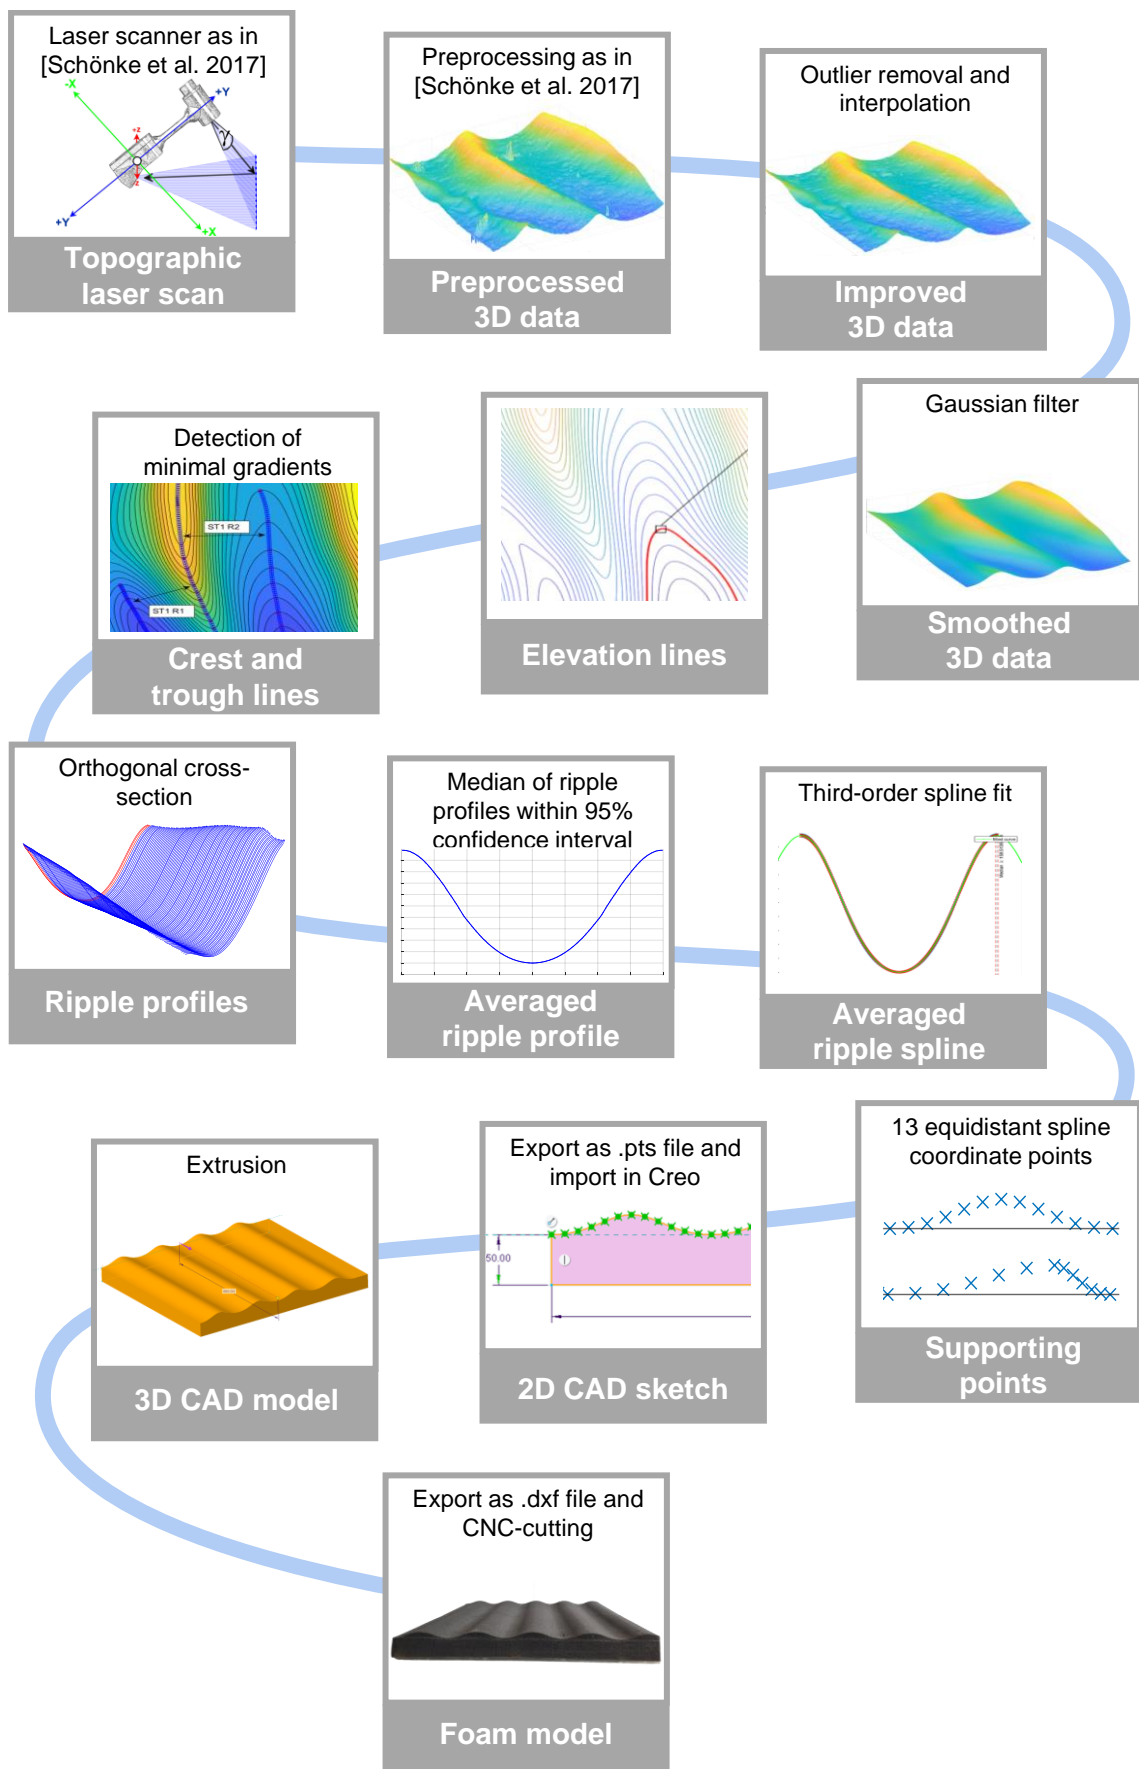 Laser scanner as in
[Schönke et al. 2017]
-X
+Y
+Z
γ
-Z
+Y
+X
Topographic
laser scan
Preprocessing as in
[Schönke et al. 2017]
Preprocessed
3D data
Outlier removal and
interpolation
Improved
3D data
Gaussian filter
Smoothed
3D data
Elevation lines
Detection of
minimal gradients
ST1 R2
ST1 R1
Crest and
trough lines
Orthogonal cross-
section
Ripple profiles
Median of ripple
profiles within 95%
confidence interval
Averaged
ripple profile
Third-order spline fit
Averaged
ripple spline
13 equidistant spline
coordinate points
Supporting
points
Export as .pts file and
import in Creo
50.00
2D CAD sketch
Extrusion
3D CAD model
Export as .dxf file and
CNC-cutting
Foam model